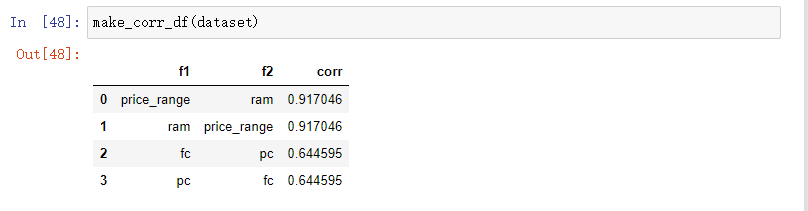 In [48]: make_corr_df(dataset)
Out[48]:
f1 f2 corr
0 price_range ram 0.917046
1 ram price_range 0.917046
2 fc pc 0.644595
3 pc fc 0.644595